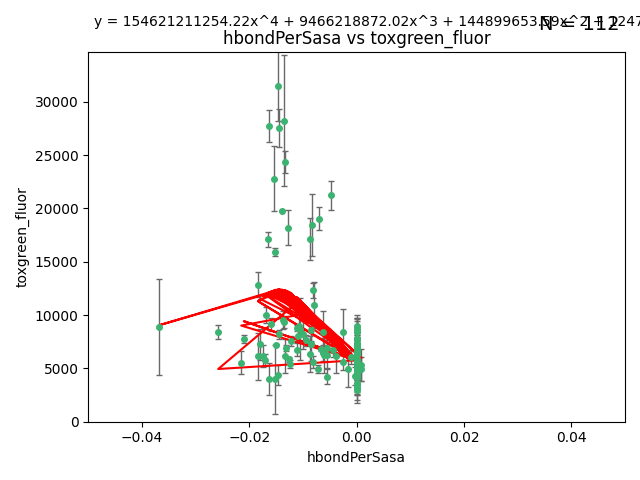 y = 154621211254.22x^4 + 9466218872.02x^3 + 144899653.
N = 112
hbondPerSasa vs toxgreen_fluor
30000
25000
20000
15000
10000
5000
0
toxgreen_fluor
−0.04
−0.02
0.00
0.02
0.04
hbondPerSasa